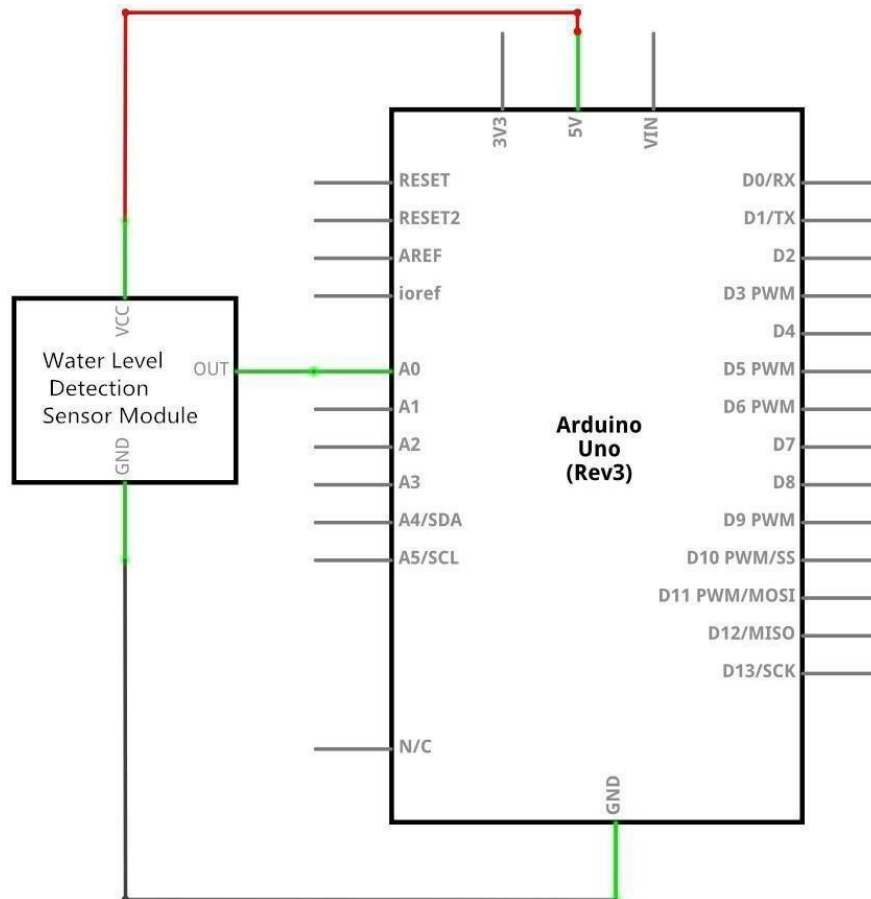 3V3
5V
VIN
RESET
RESET2
AREF
ioref
A0
A1
A2
A3
A4/SDA
A5/SCL
N/C
D0/RX
D1/TX
D2
D3 PWM
D4
D5 PWM
D6 PWM
D7
D8
D9 PWM
D10 PWM/SS
D11 PWM/MOSI
D12/MISO
D13/SCK
Arduino
Uno
(Rev3)
GND
VCC
Water Level
Detection
Sensor Module
OUT
GND